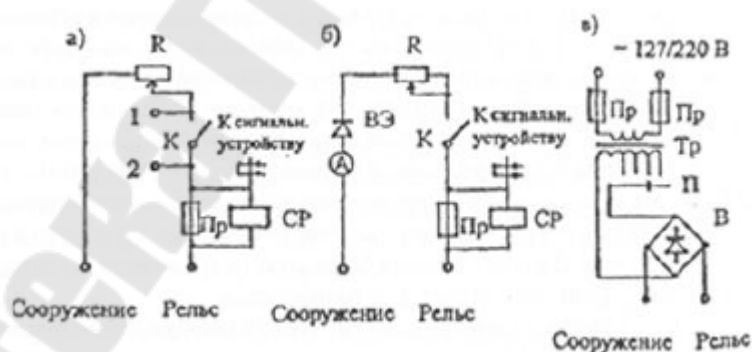 а)
R
1
К
К сигнальн.
устройству
2
Пр
СР
Сооружение Рельс
б)
R
ВЭ
А
К
К сигнальн.
устройству
Пр
СР
Сооружение Рельс
в)
~ 127/220 В
Пр
Пр
Тр
П
В
Сооружение Рельс